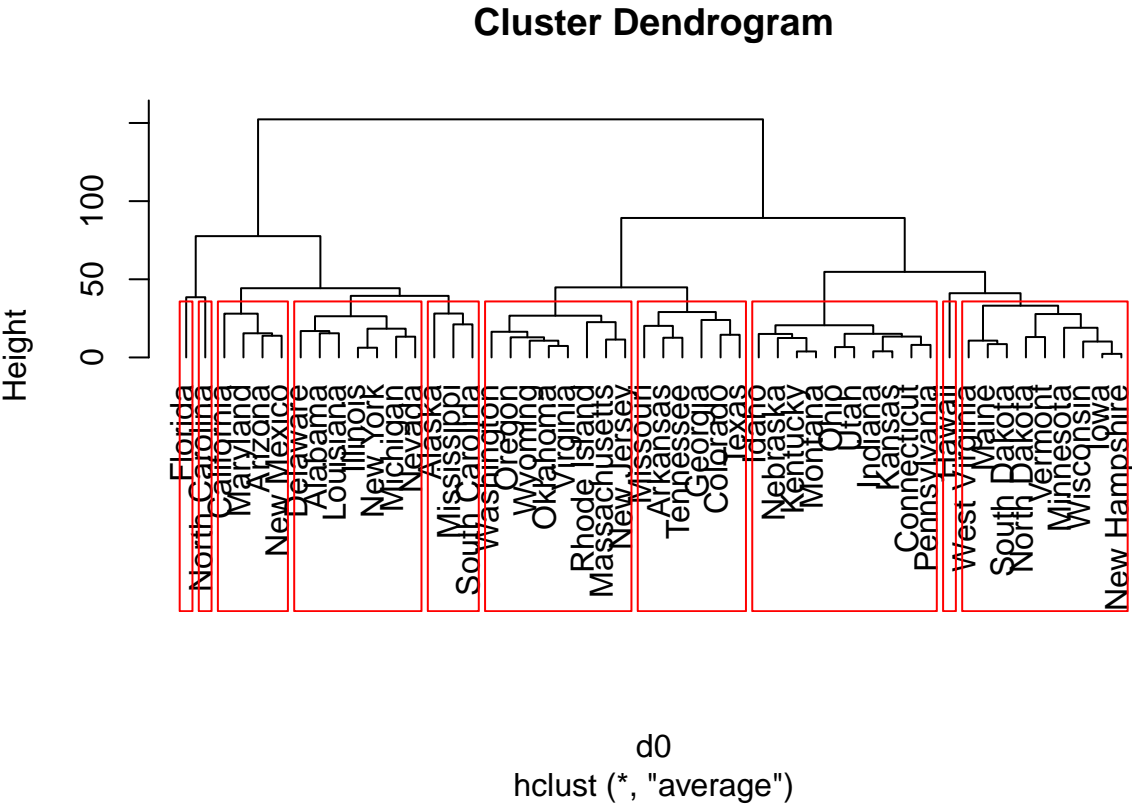 Cluster Dendrogram
Height
0
50
100
Florida
North Carolina
California
Maryland
Arizona
New Mexico
Delaware
Alabama
Louisiana
Illinois
New York
Michigan
Nevada
Alaska
Mississippi
South Carolina
Washington
Oregon
Wyoming
Oklahoma
Virginia
Rhode Island
Massachusetts
New Jersey
Missouri
Arkansas
Tennessee
Georgia
Colorado
Texas
Idaho
Nebraska
Kentucky
Montana
Ohio
Utah
Indiana
Kansas
Connecticut
Pennsylvania
Hawaii
West Virginia
Maine
South Dakota
North Dakota
Vermont
Minnesota
Wisconsin
Iowa
New Hampshire
d0
hclust (*, "average")